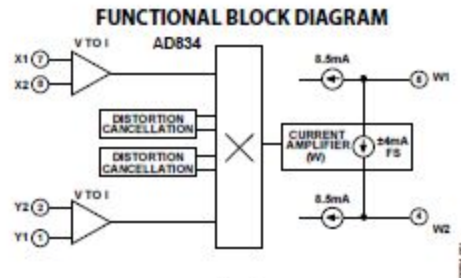 FUNCTIONAL BLOCK DIAGRAM
AD834
V TO I
X1 7
X2 8
8.5mA
5 W1
DISTORTION
CANCELLATION
DISTORTION
CANCELLATION
CURRENT
AMPLIFIER
(W)
±4mA
FS
V TO I
Y2 2
Y1 1
8.5mA
4
W2